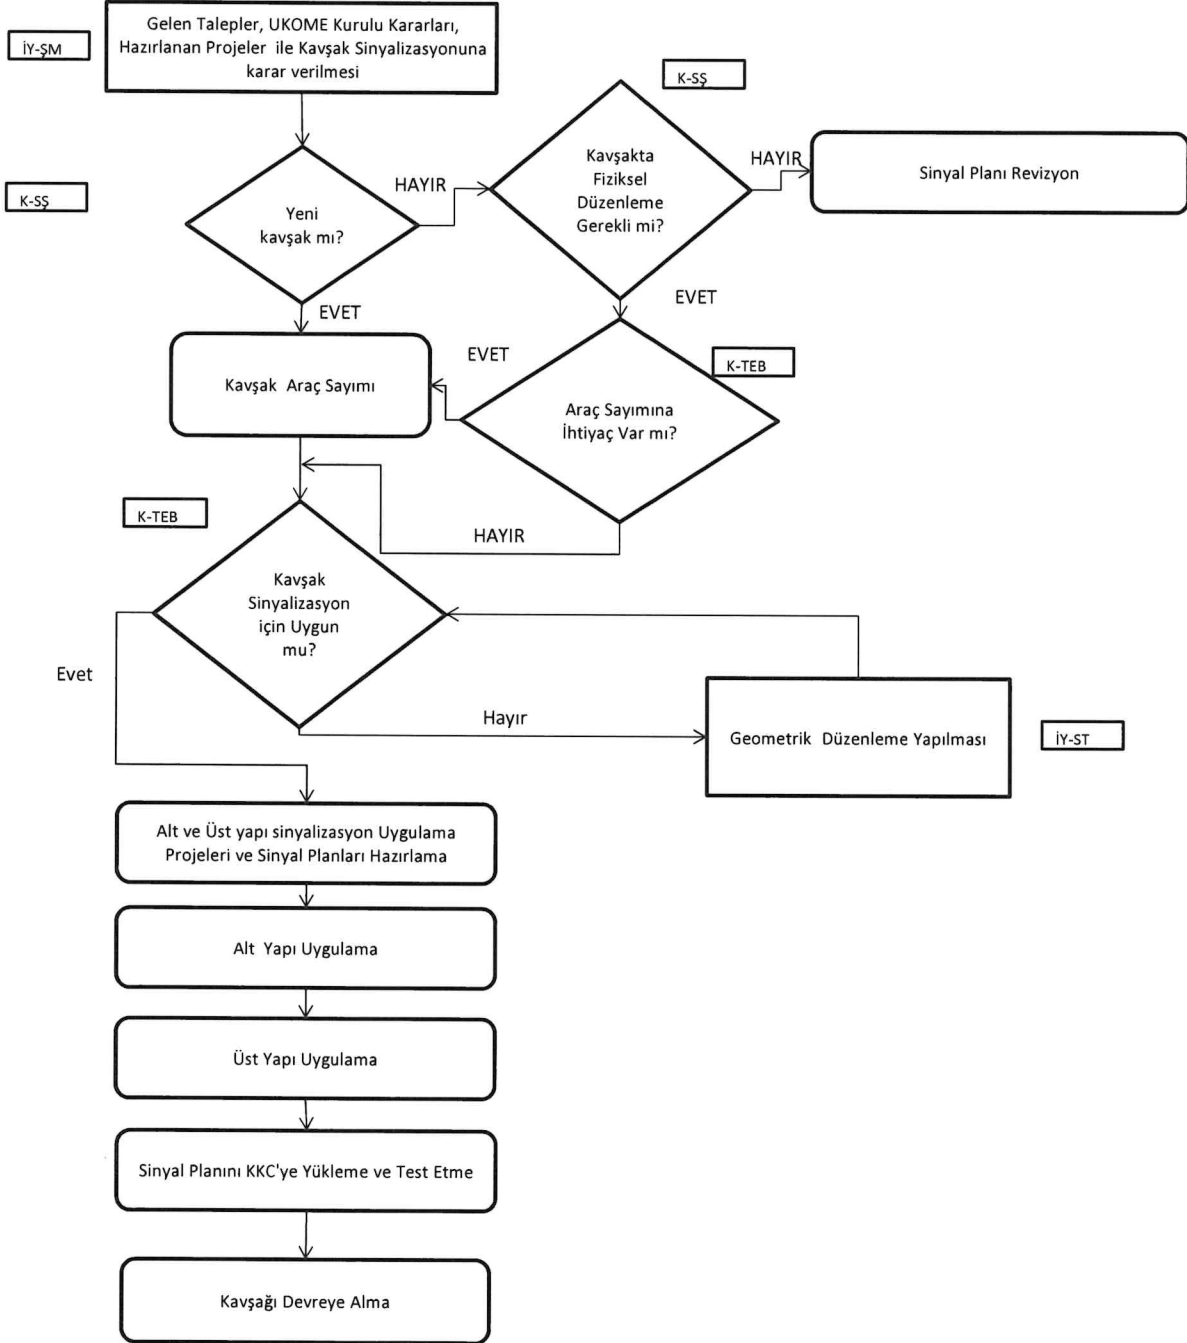 Gelen Talepler, UKOME Kurulu Kararları,
Hazırlanan Projeler ile Kavşak Sinyalizasyonuna
karar verilmesi
İY-ŞM
K-SŞ
Kavşakta
Fiziksel
Düzenleme
Gerekli mi?
HAYIR
Sinyal Planı Revizyon
HAYIR
K-SŞ
Yeni
kavşak mı?
EVET
EVET
EVET
K-TEB
Kavşak Araç Sayımı
Araç Sayımına
İhtiyaç Var mı?
K-TEB
HAYIR
Kavşak
Sinyalizasyon
için Uygun
mu?
Evet
Hayır
Geometrik Düzenleme Yapılması
İY-ST
Alt ve Üst yapı sinyalizasyon Uygulama
Projeleri ve Sinyal Planları Hazırlama
Alt Yapı Uygulama
Üst Yapı Uygulama
Sinyal Planını KKC'ye Yükleme ve Test Etme
Kavşağı Devreye Alma